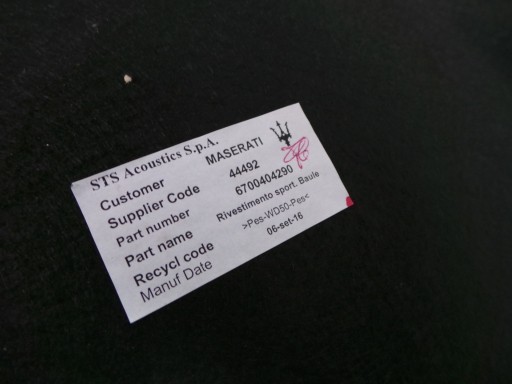 STS Acoustics S.p.A.
Customer MASERATI
Supplier Code 44492
Part number 6700404290
Part name Rivestimento sport. Baule
Recycl code >Pes-WD50-Pes<
Manuf Date 06-set-16